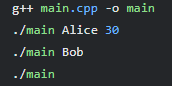 g++ main.cpp -o main
./main Alice 30
./main Bob
./main